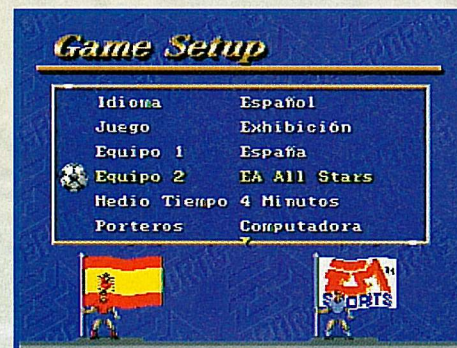 Game Setup
Idioma Español
Juego Exhibición
Equipo 1 España
Equipo 2 EA All Stars
Medio Tiempo 4 Minutos
Porteros Computadora
EA
SPORTS